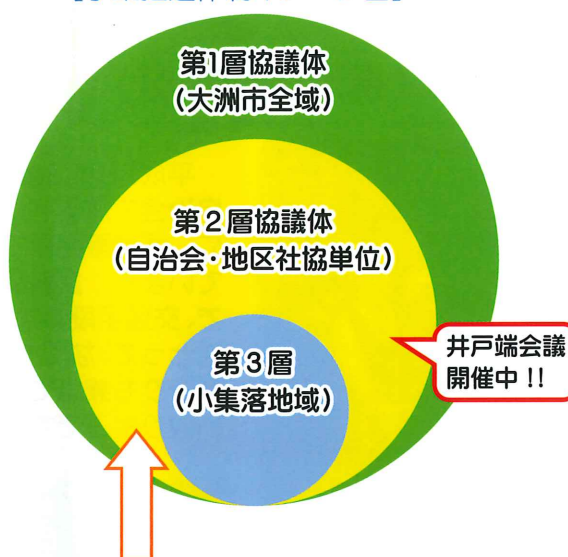 第1層協議体
(大洲市全域)
第2層協議体
(自治会・地区社協単位)
井戸端会議
開催中!!
第3層
(小集落地域)